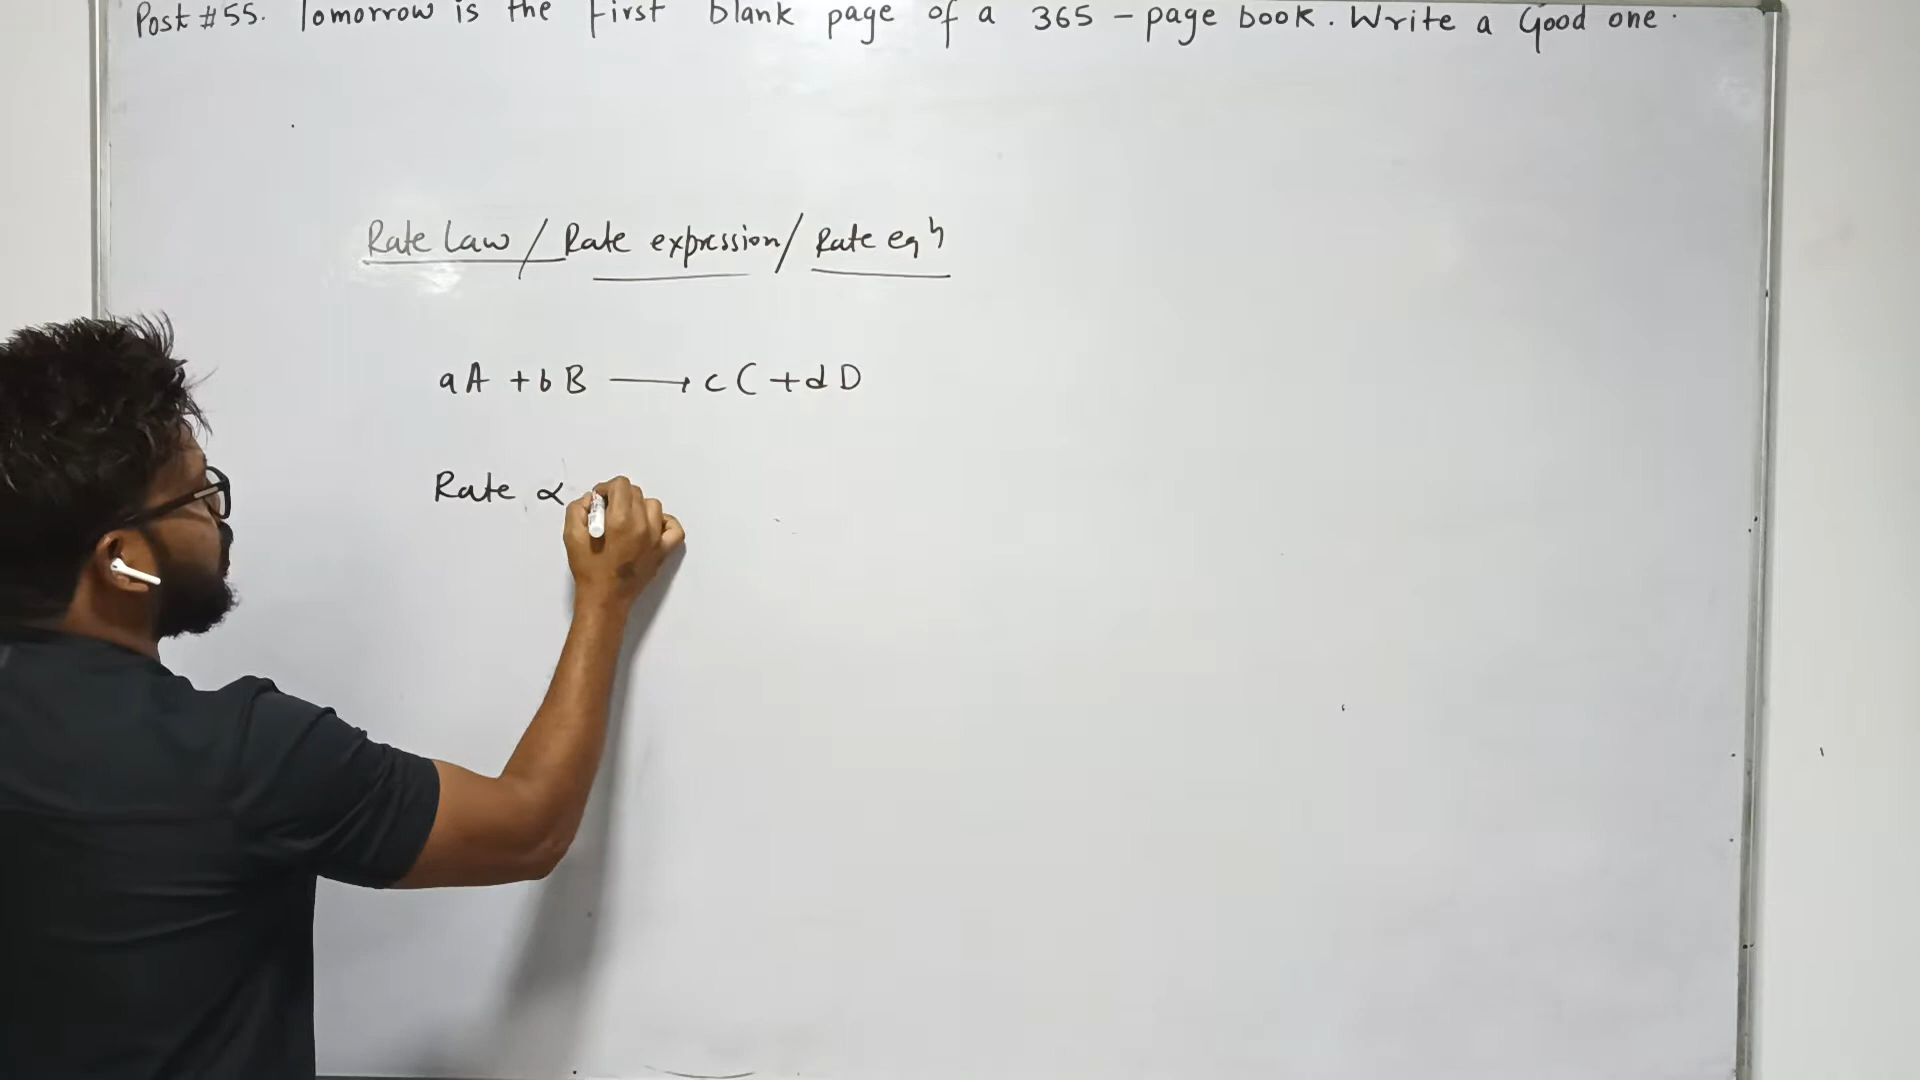 Post #55. Tomorrow is the first blank page of a 365 - page book. Write a Good one.
Rate law / Rate expression / Rate eqn
aA + bB ⟶ cC + dD
Rate ∝